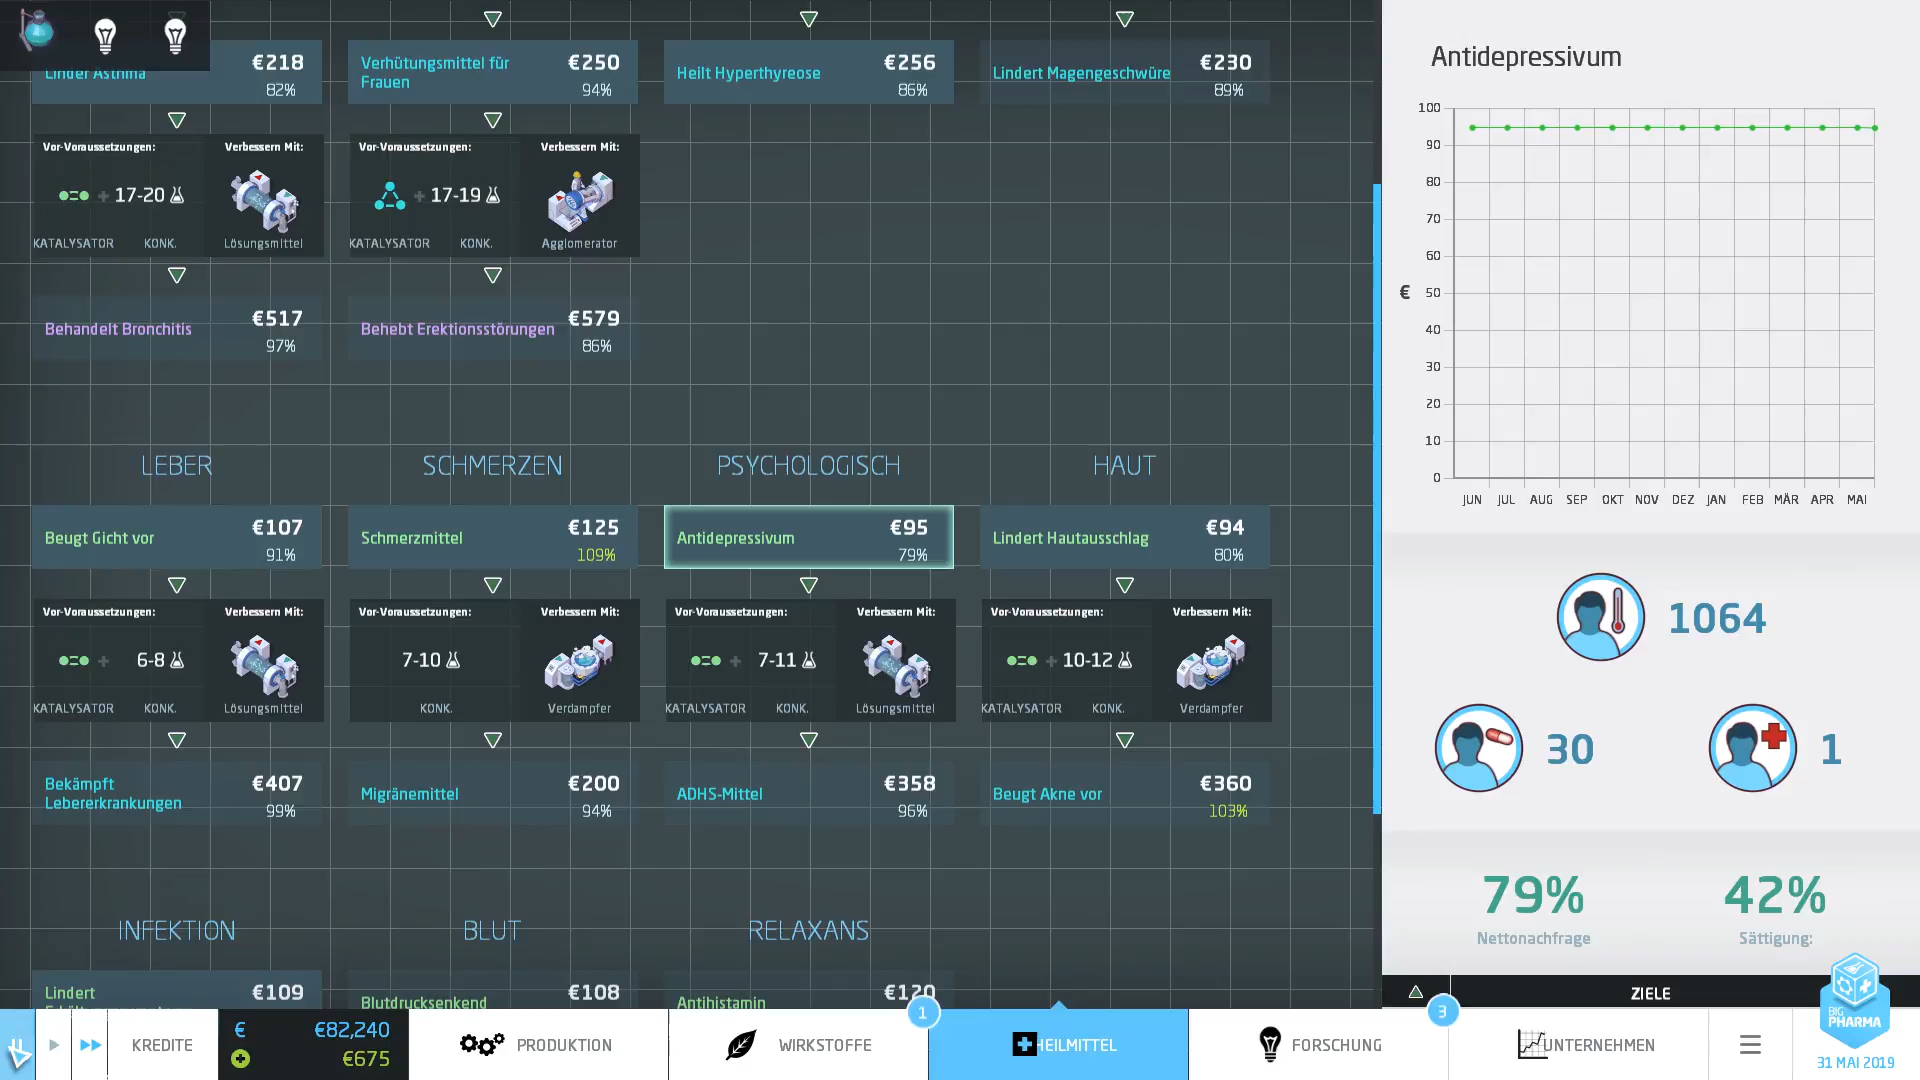 Linder Asthma €218 82%
Verhütungsmittel für Frauen €250 94%
Heilt Hyperthyreose €256 86%
Lindert Magengeschwüre €230 89%
Vor-Voraussetzungen: Verbessern Mit:
+ 17-20
KATALYSATOR KONK. Lösungsmittel
Vor-Voraussetzungen: Verbessern Mit:
+ 17-19
KATALYSATOR KONK. Agglomerator
Behandelt Bronchitis €517 97%
Behebt Erektionsstörungen €579 86%
LEBER
SCHMERZEN
PSYCHOLOGISCH
HAUT
Beugt Gicht vor €107 91%
Schmerzmittel €125 109%
Antidepressivum €95 79%
Lindert Hautausschlag €94 80%
Vor-Voraussetzungen: Verbessern Mit:
+ 6-8
KATALYSATOR KONK. Lösungsmittel
Vor-Voraussetzungen: Verbessern Mit:
7-10
KONK. Verdampfer
Vor-Voraussetzungen: Verbessern Mit:
+ 7-11
KATALYSATOR KONK. Lösungsmittel
Vor-Voraussetzungen: Verbessern Mit:
+ 10-12
KATALYSATOR KONK. Verdampfer
Bekämpft Lebererkrankungen €407 99%
Migränemittel €200 94%
ADHS-Mittel €358 96%
Beugt Akne vor €360 103%
INFEKTION
BLUT
RELAXANS
Lindert €109
Blutdrucksenkend €108
Antihistamin €120
Antidepressivum
100
90
80
70
60
50
40
30
20
10
0
€
JUN JUL AUG SEP OKT NOV DEZ JAN FEB MÄR APR MAI
1064
30
1
79%
Nettonachfrage
42%
Sättigung:
ZIELE
KREDITE
€ €82,240
€675
PRODUKTION
WIRKSTOFFE
1
HEILMITTEL
FORSCHUNG
3
UNTERNEHMEN
BIG PHARMA
31 MAI 2019